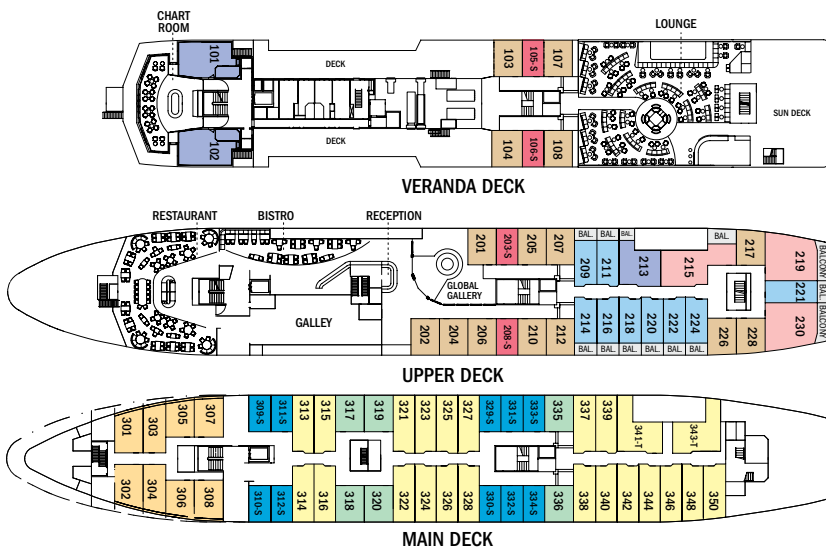 CHART
ROOM
LOUNGE
101
DECK
103
105-S
107
SUN DECK
102
DECK
104
106-S
108
VERANDA DECK
RESTAURANT
BISTRO
RECEPTION
201
203-S
205
207
BAL.
BAL.
BAL.
BAL.
209
211
213
215
217
219
BALCONY
GLOBAL
GALLERY
221
BAL.
GALLEY
202
204
206
208-S
210
212
214
216
218
220
222
224
226
228
230
BALCONY
BAL.
BAL.
BAL.
BAL.
BAL.
BAL.
UPPER DECK
301
303
305
307
309-S
311-S
313
315
317
319
321
323
325
327
329-S
331-S
333-S
335
337
339
341-T
343-T
302
304
306
308
310-S
312-S
314
316
318
320
322
324
326
328
330-S
332-S
334-S
336
338
340
342
344
346
348
350
MAIN DECK